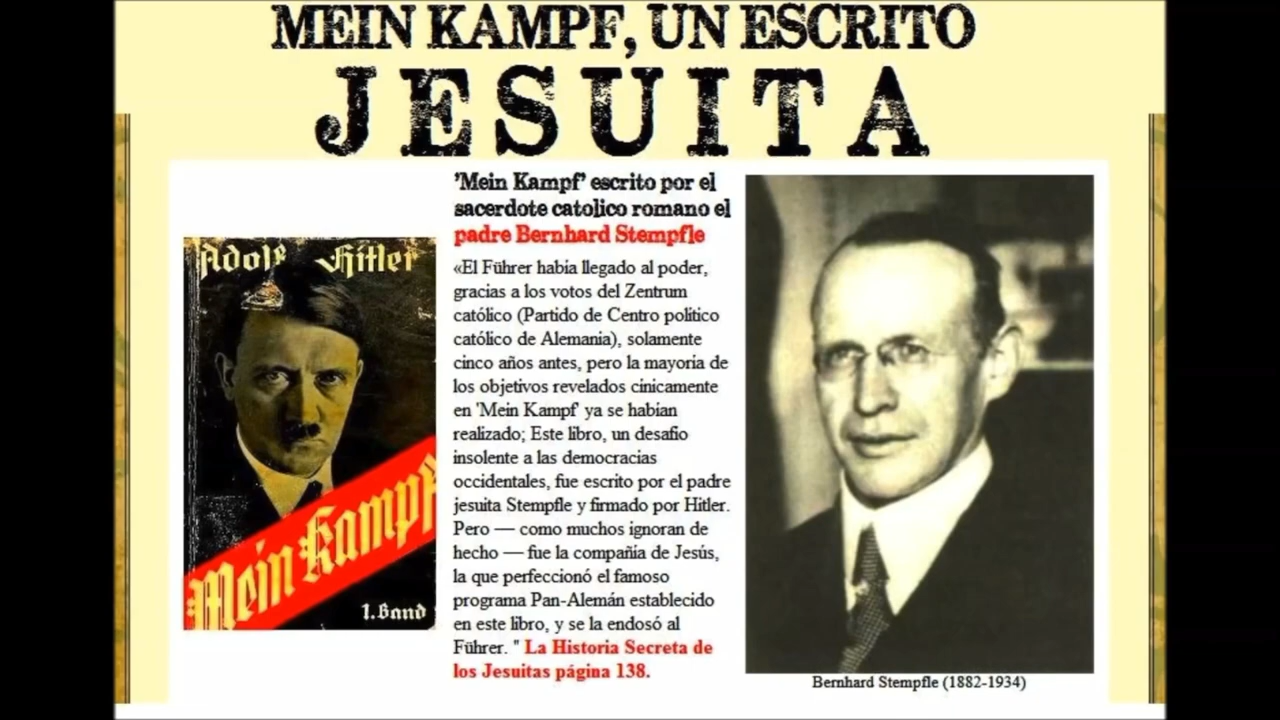 MEIN KAMPF, UN ESCRITO
JESUITA
'Mein Kampf' escrito por el
sacerdote catolico romano el
padre Bernhard Stempfle
«El Führer habia llegado al poder,
gracias a los votos del Zentrum
católico (Partido de Centro politico
católico de Alemania), solamente
cinco años antes, pero la mayoría de
los objetivos revelados cinicamente
en 'Mein Kampf' ya se habian
realizado; Este libro, un desafio
insolente a las democracias
occidentales, fue escrito por el padre
jesuita Stempfle y firmado por Hitler.
Pero — como muchos ignoran de
hecho — fue la compañía de Jesús,
la que perfeccionó el famoso
programa Pan-Alemán establecido
en este libro, y se la endosó al
Führer. " La Historia Secreta de
los Jesuitas página 138.
Adolf Hitler
Mein Kampf
1. Band
Bernhard Stempfle (1882-1934)